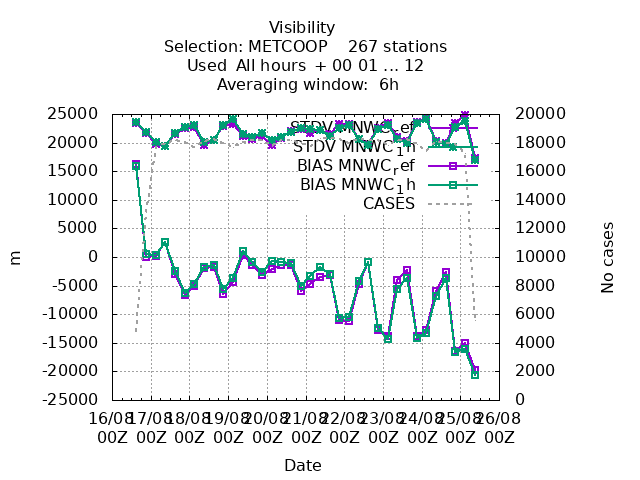 Visibility
Selection: METCOOP 267 stations
Used All hours + 00 01 ... 12
Averaging window: 6h
25000
20000
15000
10000
5000
0
-5000
-10000
-15000
-20000
-25000
m
20000
18000
16000
14000
12000
10000
8000
6000
4000
2000
0
No cases
STDV MNWC_ref
STDV MNWC_1h
BIAS MNWC_ref
BIAS MNWC_1h
CASES
16/08 17/08 18/08 19/08 20/08 21/08 22/08 23/08 24/08 25/08 26/08
00Z 00Z 00Z 00Z 00Z 00Z 00Z 00Z 00Z 00Z 00Z
Date